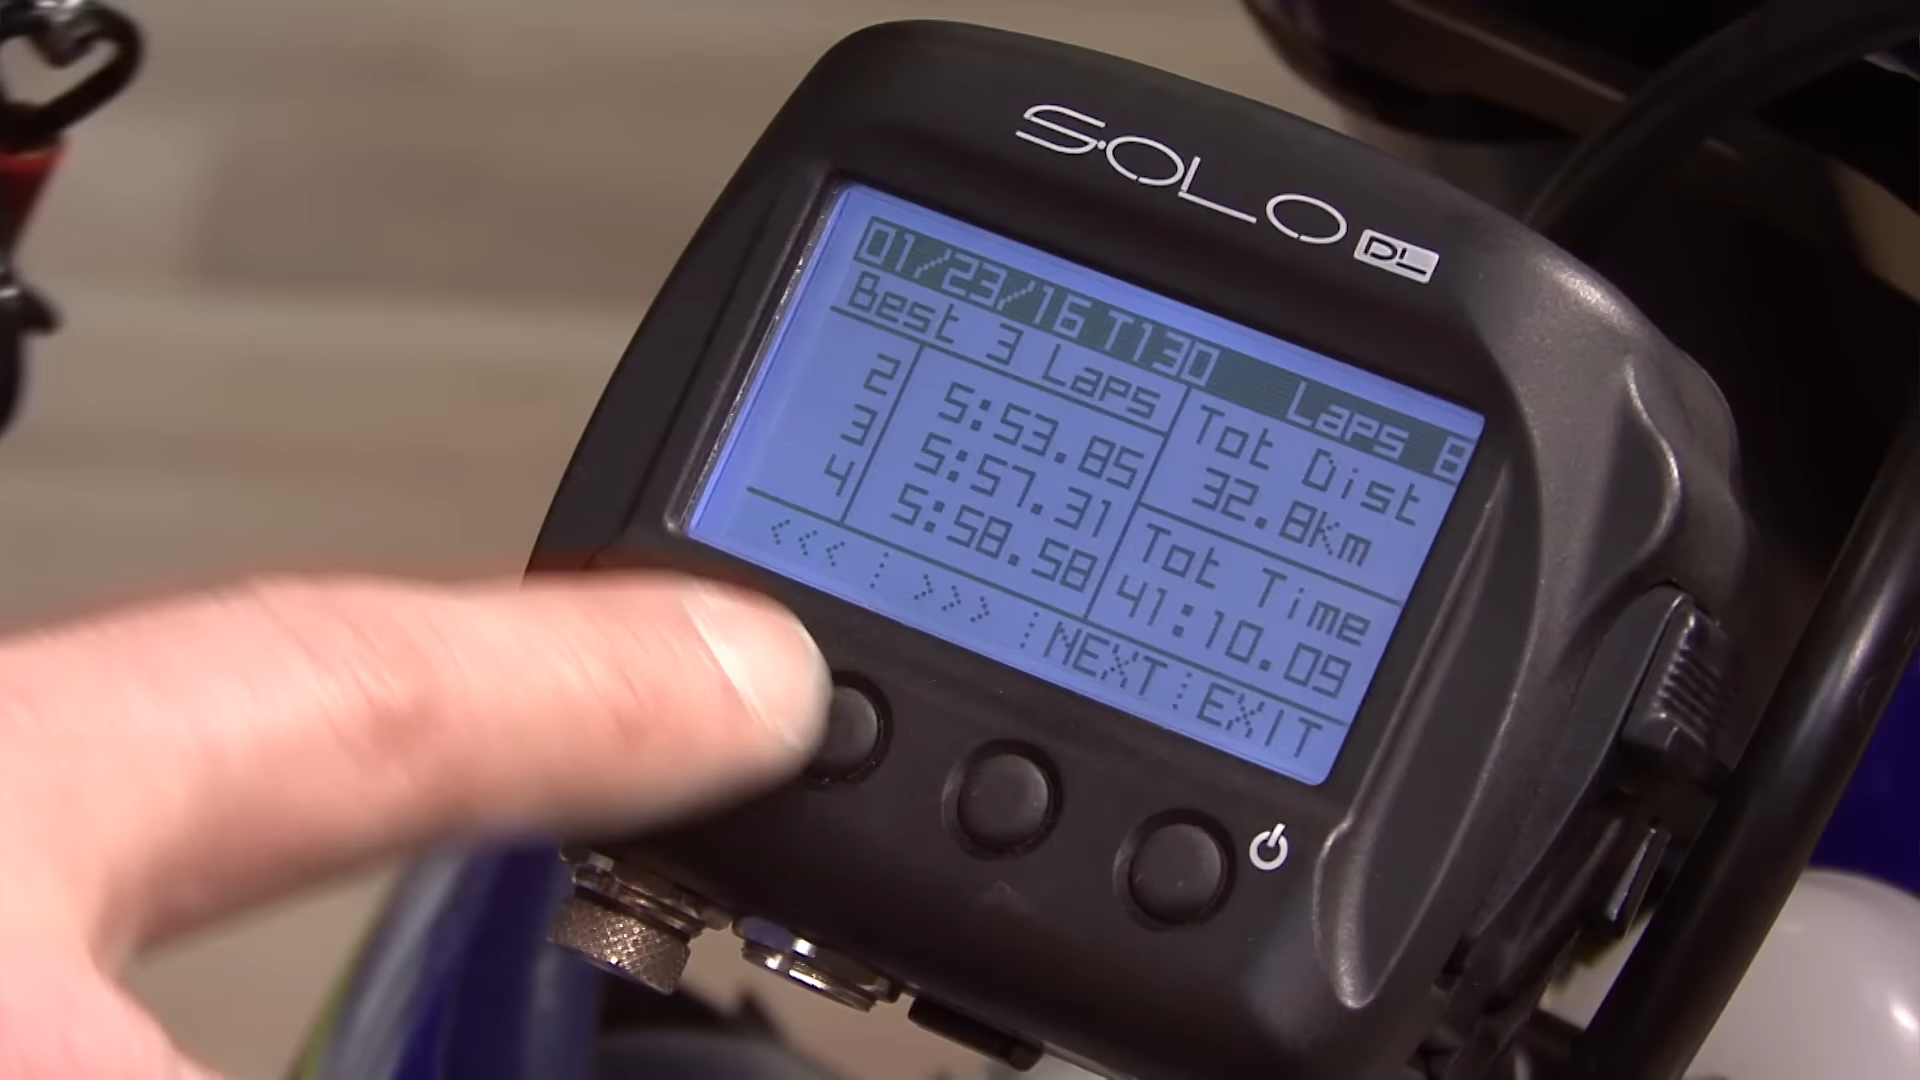 SOLO DL
01/23/16 T130 Laps 8
Best 3 Laps
2 5:53.85
3 5:57.31
4 5:58.58
Tot Dist
32.8Km
Tot Time
41:10.09
<<< >>> NEXT EXIT